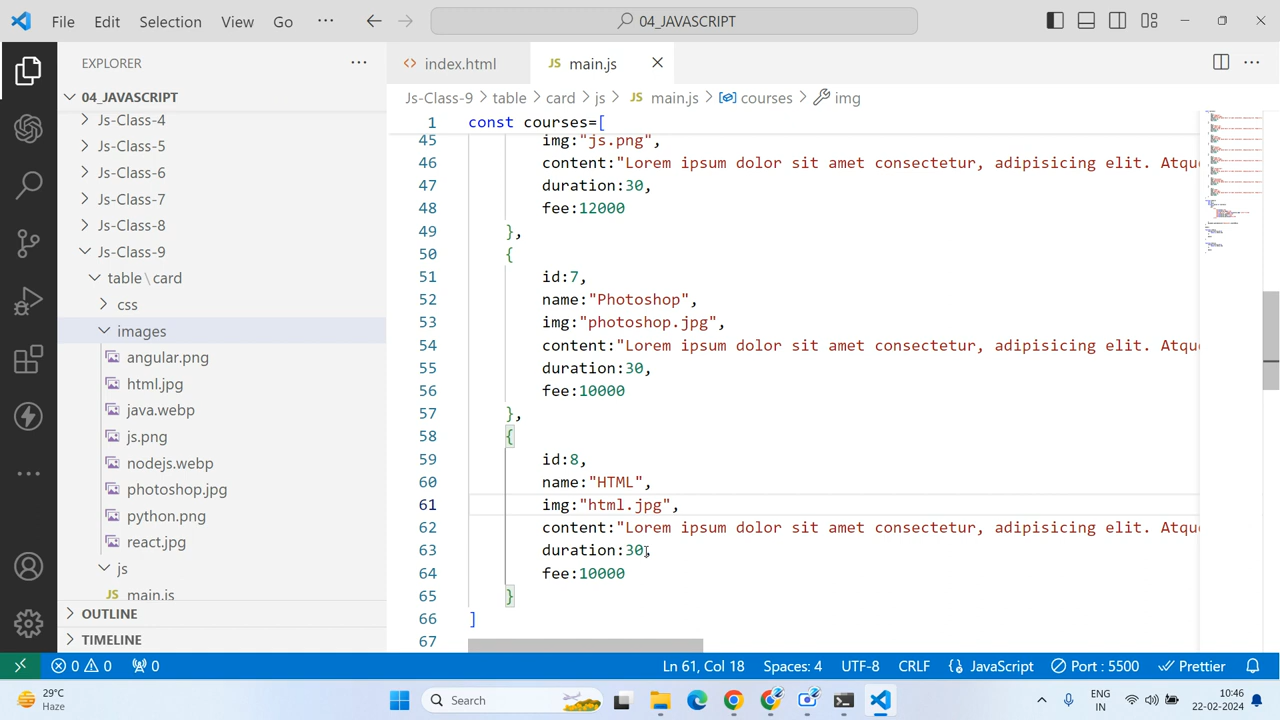 File Edit Selection View Go ··· 04_JAVASCRIPT
EXPLORER ···
04_JAVASCRIPT
Js-Class-4
Js-Class-5
Js-Class-6
Js-Class-7
Js-Class-8
Js-Class-9
table\card
css
images
angular.png
html.jpg
java.webp
js.png
nodejs.webp
photoshop.jpg
python.png
react.jpg
js
JS main.js
OUTLINE
TIMELINE
<> index.html JS main.js
Js-Class-9 > table > card > js > JS main.js > courses > img
1 const courses=[
45 img:"js.png",
46 content:"Lorem ipsum dolor sit amet consectetur, adipisicing elit. Atqu
47 duration:30,
48 fee:12000
49 },
50 {
51 id:7,
52 name:"Photoshop",
53 img:"photoshop.jpg",
54 content:"Lorem ipsum dolor sit amet consectetur, adipisicing elit. Atqu
55 duration:30,
56 fee:10000
57 },
58 {
59 id:8,
60 name:"HTML",
61 img:"html.jpg",
62 content:"Lorem ipsum dolor sit amet consectetur, adipisicing elit. Atqu
63 duration:30,
64 fee:10000
65 }
66 ]
67
0 0 0 Ln 61, Col 18 Spaces: 4 UTF-8 CRLF {} JavaScript Port : 5500 Prettier
29°C
Haze
Search
ENG
IN
10:46
22-02-2024